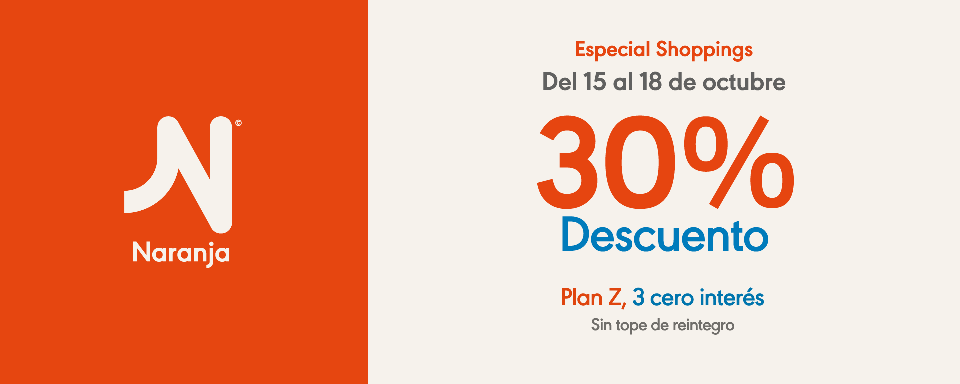 Naranja
Especial Shoppings
Del 15 al 18 de octubre
30%
Descuento
Plan Z, 3 cero interés
Sin tope de reintegro